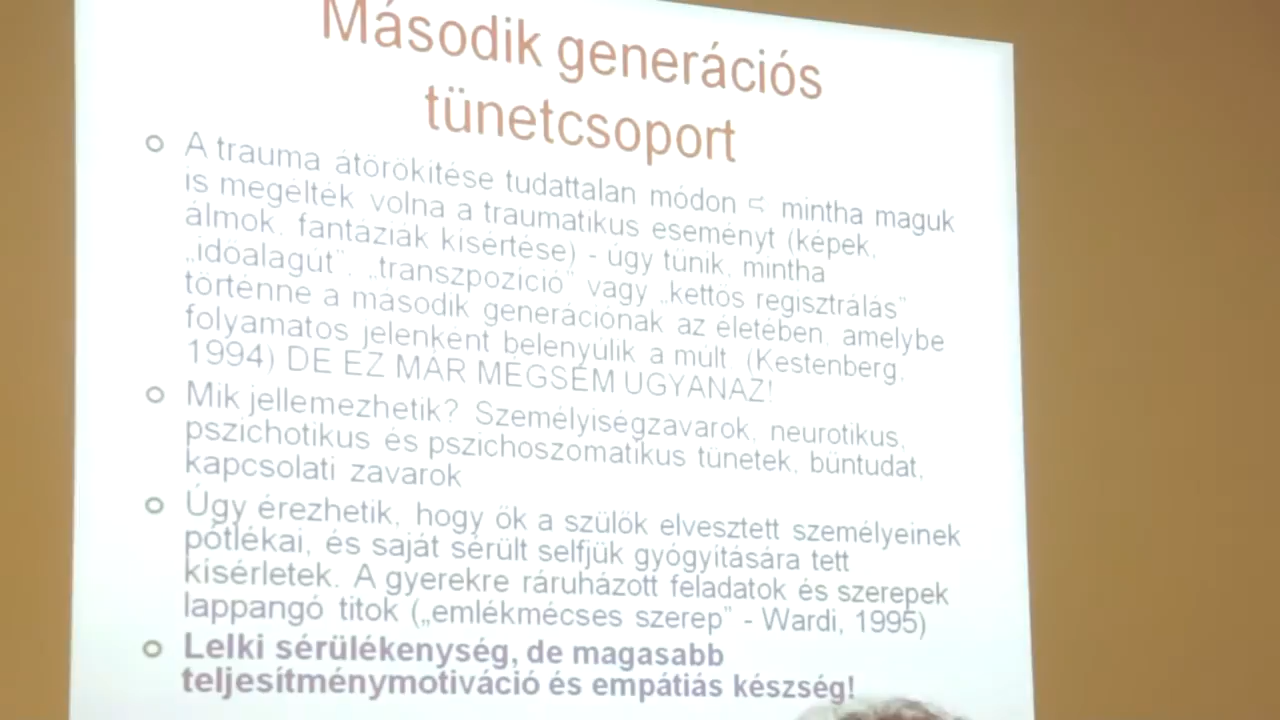 Második generációs
tünetcsoport
A trauma átörökítése tudattalan módon mintha maguk
is megélték volna a traumatikus eseményt (képek,
álmok, fantáziák kísértése) - úgy tűnik, mintha
„időalagút”, „transzpozíció” vagy „kettős regisztrálás”
történne a második generációnak az életében, amelybe
folyamatos jelenként belenyúlik a múlt (Kestenberg,
1994) DE EZ MÁR MÉGSEM UGYANAZ!
Mik jellemezhetik? Személyiségzavarok, neurotikus,
pszichotikus és pszichoszomatikus tünetek, bűntudat,
kapcsolati zavarok
Úgy érezhetik, hogy ők a szülők elvesztett személyeinek
pótlékai, és saját sérült selfjük gyógyítására tett
kísérletek. A gyerekre ráruházott feladatok és szerepek
lappangó titok („emlékmécses szerep” - Wardi, 1995)
Lelki sérülékenység, de magasabb
teljesítménymotiváció és empátiás készség!